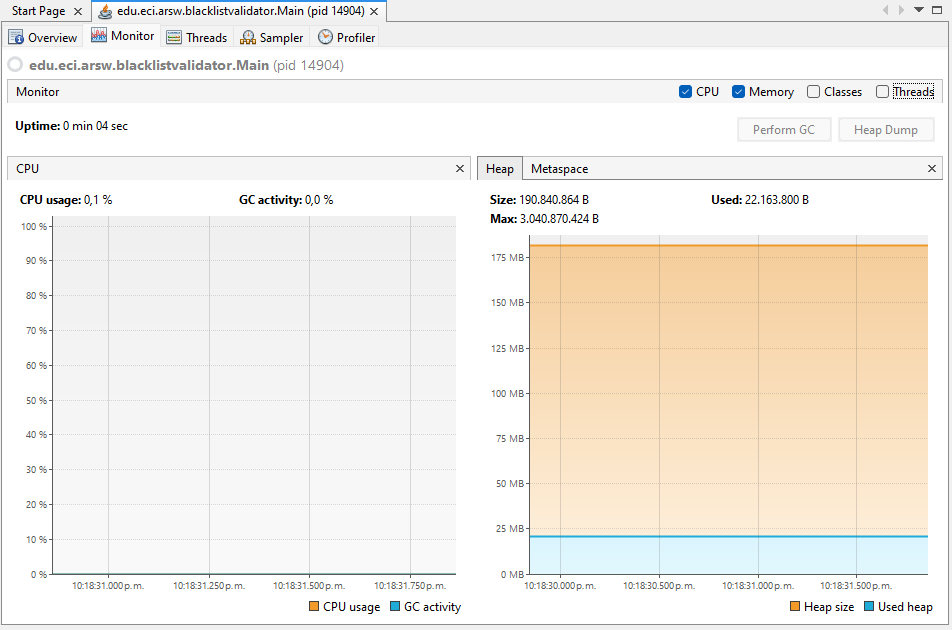 Start Page
edu.eci.arsw.blacklistvalidator.Main (pid 14904)
Overview
Monitor
Threads
Sampler
Profiler
edu.eci.arsw.blacklistvalidator.Main (pid 14904)
Monitor
CPU
Memory
Classes
Threads
Uptime: 0 min 04 sec
Perform GC
Heap Dump
CPU
CPU usage: 0,1 %
GC activity: 0,0 %
100 %
90 %
80 %
70 %
60 %
50 %
40 %
30 %
20 %
10 %
0 %
10:18:31.000 p.m.
10:18:31.250 p.m.
10:18:31.500 p.m.
10:18:31.750 p.m.
CPU usage
GC activity
Heap
Metaspace
Size: 190.840.864 B
Used: 22.163.800 B
Max: 3.040.870.424 B
175 MB
150 MB
125 MB
100 MB
75 MB
50 MB
25 MB
0 MB
10:18:30.000 p.m.
10:18:30.500 p.m.
10:18:31.000 p.m.
10:18:31.500 p.m.
Heap size
Used heap